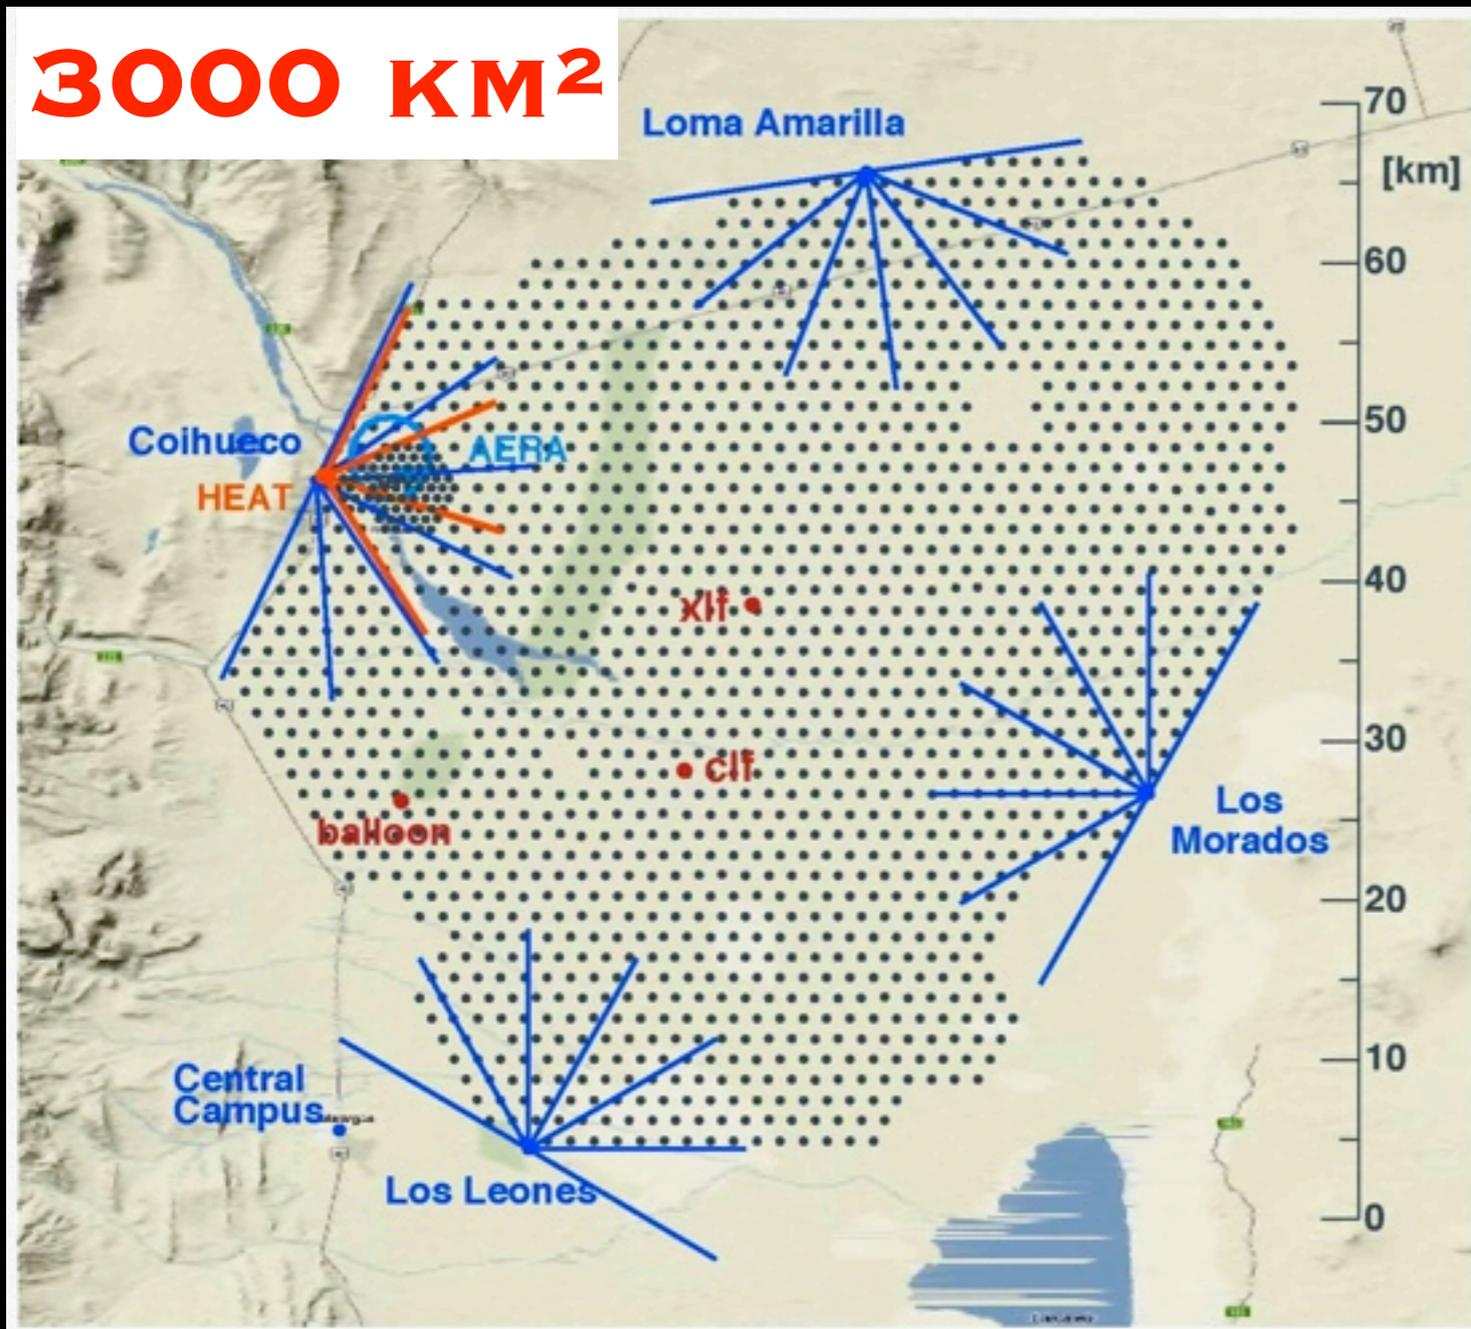 3000 KM²
Loma Amarilla
70
[km]
60
50
Coihueco
AERA
HEAT
40
xlf
30
clf
balloon
Los
Morados
20
10
Central
Campus
Los Leones
0